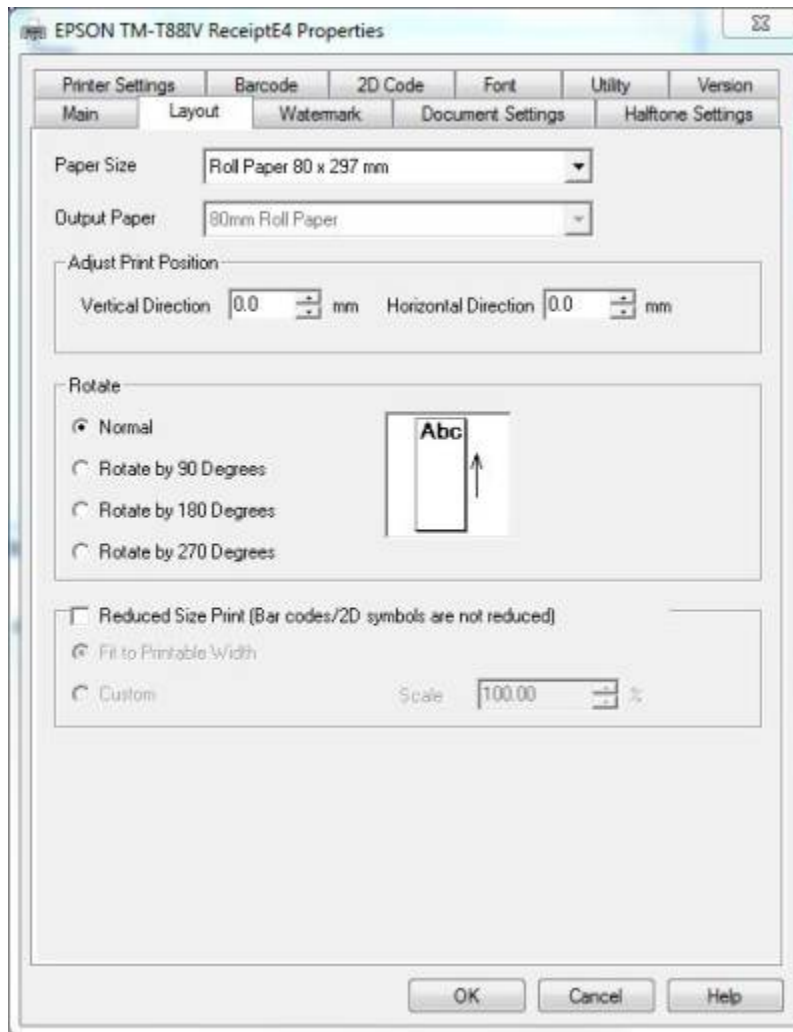 EPSON TM-T88IV ReceiptE4 Properties
Printer Settings Barcode 2D Code Font Utility Version
Main Layout Watermark Document Settings Halftone Settings
Paper Size Roll Paper 80 x 297 mm
Output Paper 80mm Roll Paper
Adjust Print Position
Vertical Direction 0.0 mm Horizontal Direction 0.0 mm
Rotate
Normal
Abc
Rotate by 90 Degrees
Rotate by 180 Degrees
Rotate by 270 Degrees
Reduced Size Print (Bar codes/2D symbols are not reduced)
Fit to Printable Width
Custom Scale 100.00 %
OK Cancel Help